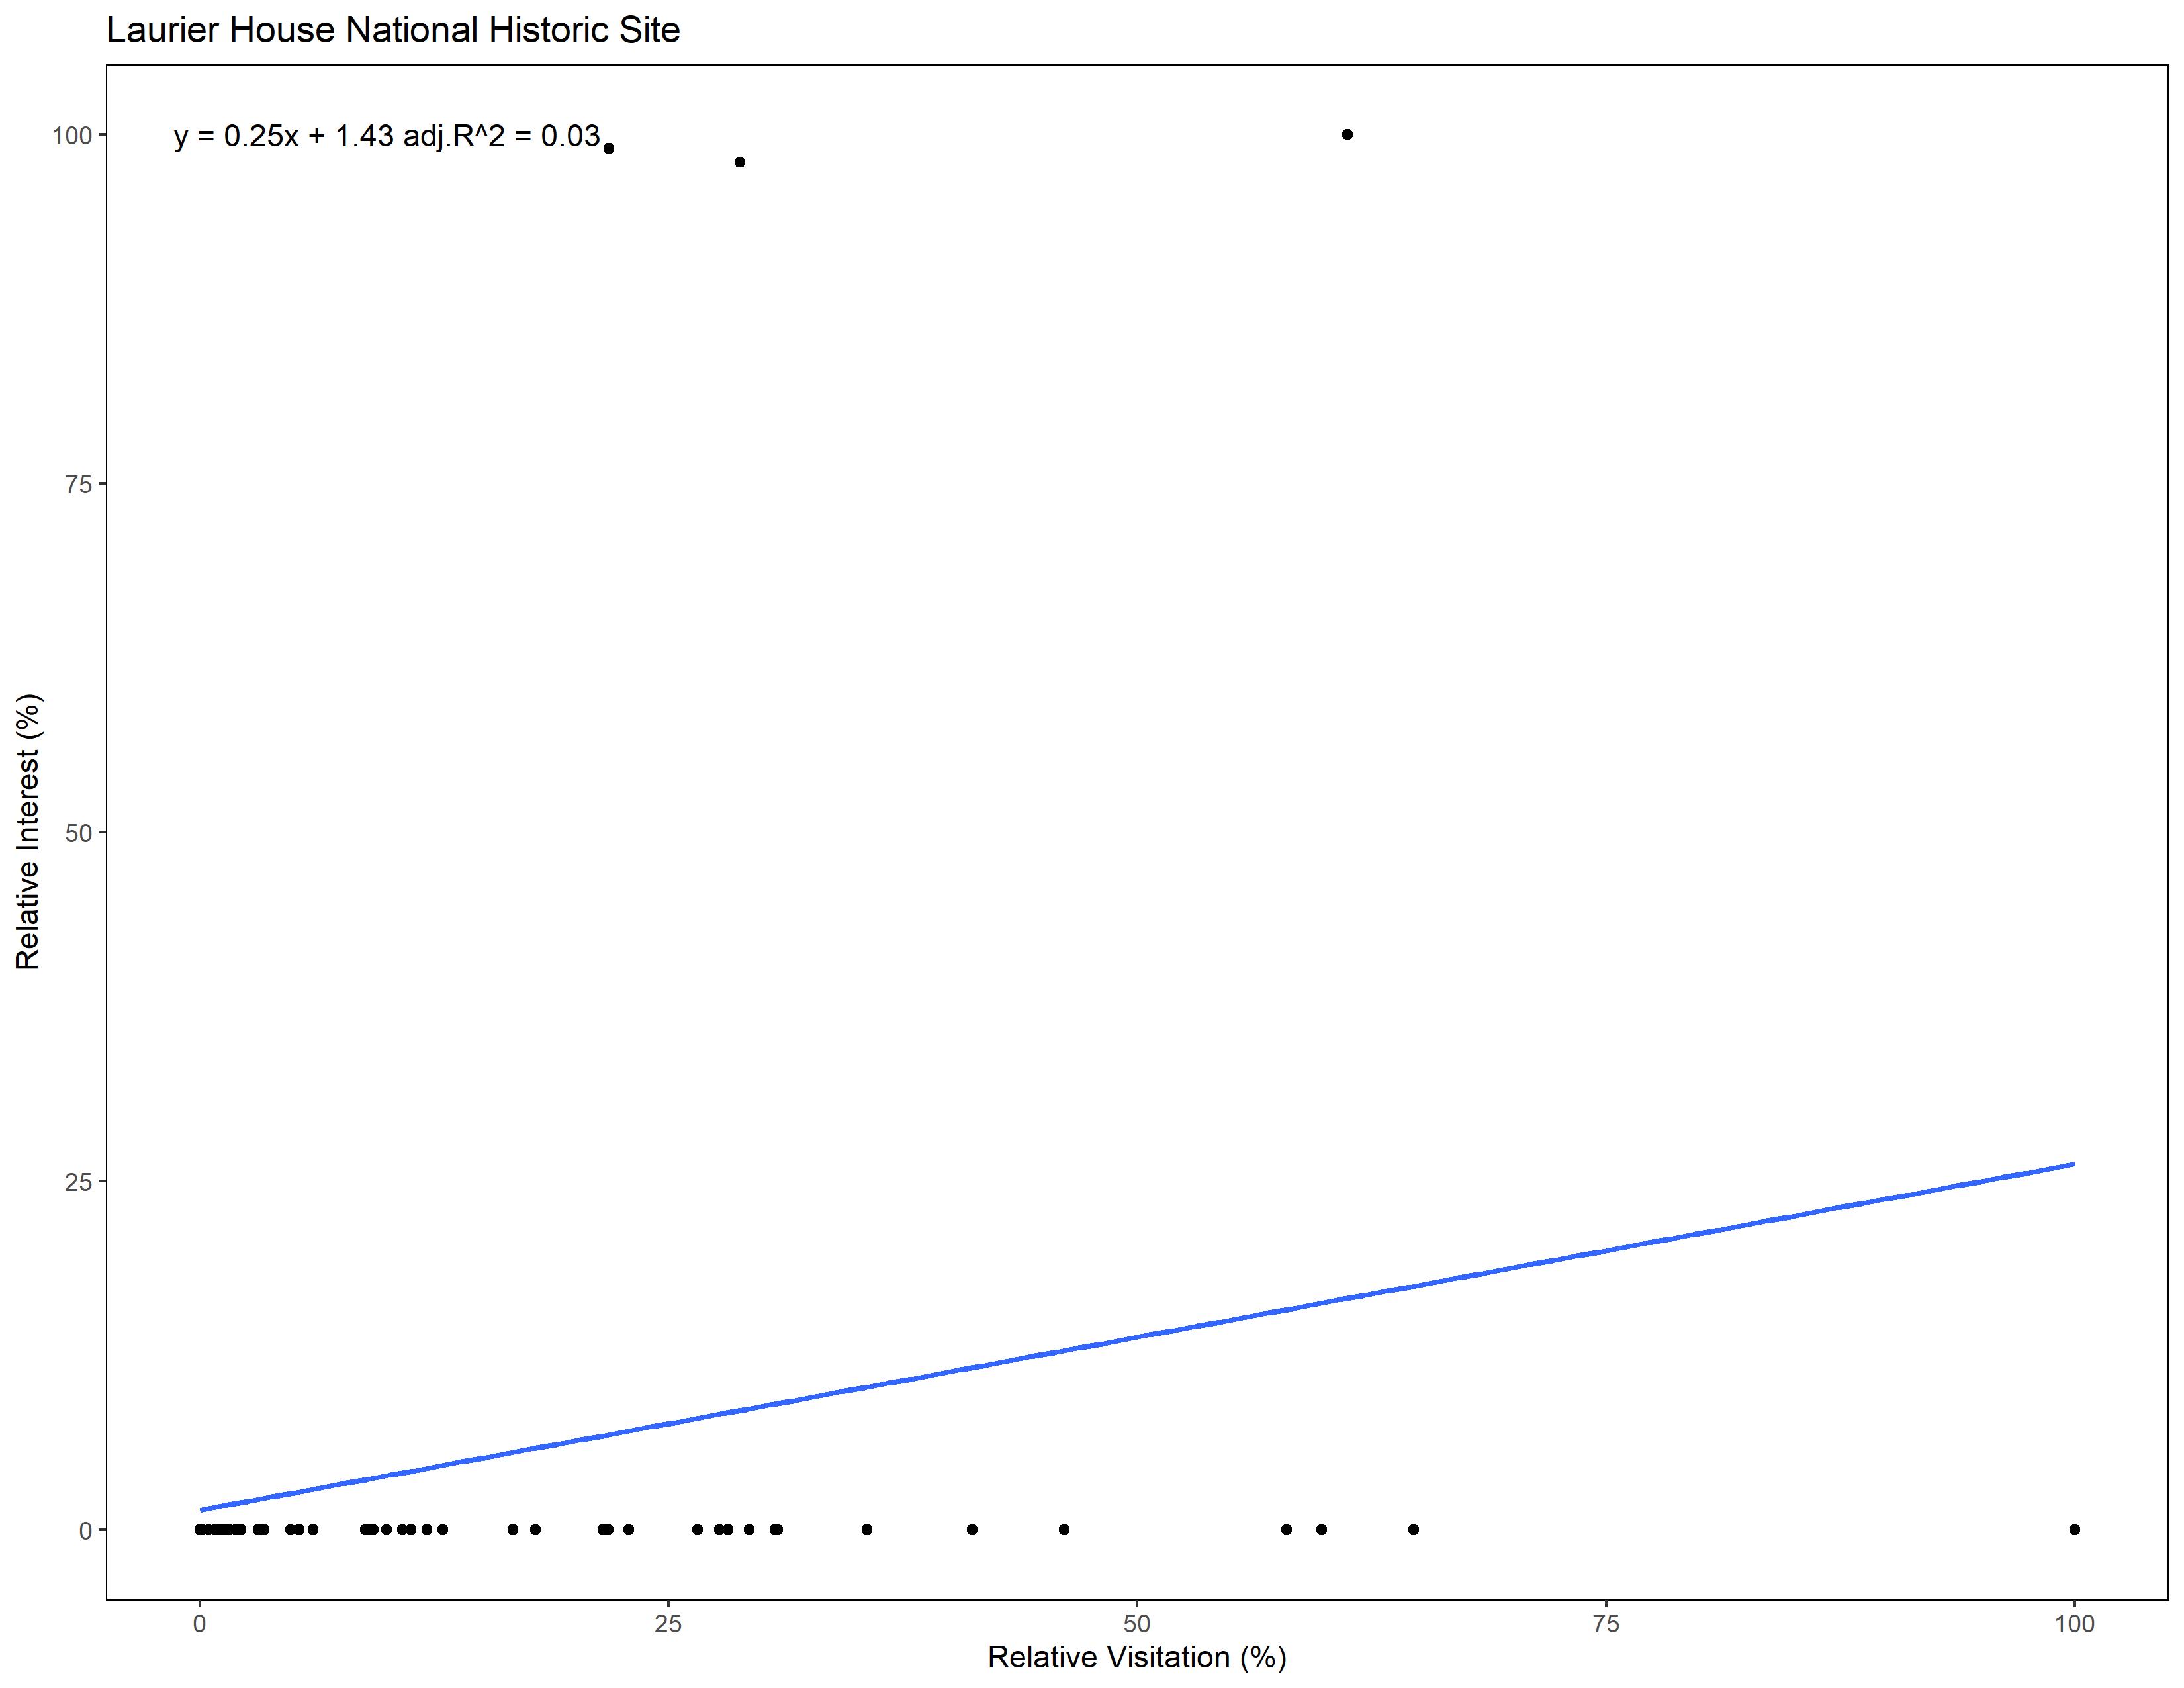 Laurier House National Historic Site
y = 0.25x + 1.43 adj.R^2 = 0.03
100
75
50
25
0
Relative Interest (%)
0 25 50 75 100
Relative Visitation (%)